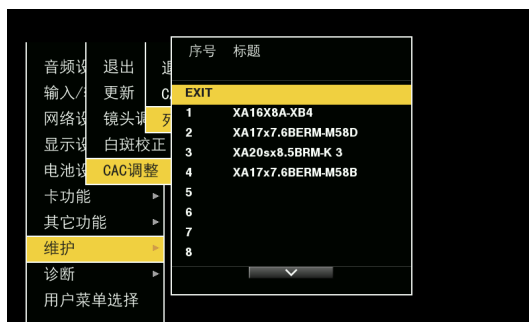 音频设
输入/
网络设
显示设
电池设
卡功能
其它功能
维护
诊断
用户菜单选择
退出
更新
镜头调
白斑校正
CAC调整
序号 标题
EXIT
1 XA16X8A-XB4
2 XA17x7.6BERM-M58D
3 XA20sx8.5BRM-K 3
4 XA17x7.6BERM-M58B
5
6
7
8